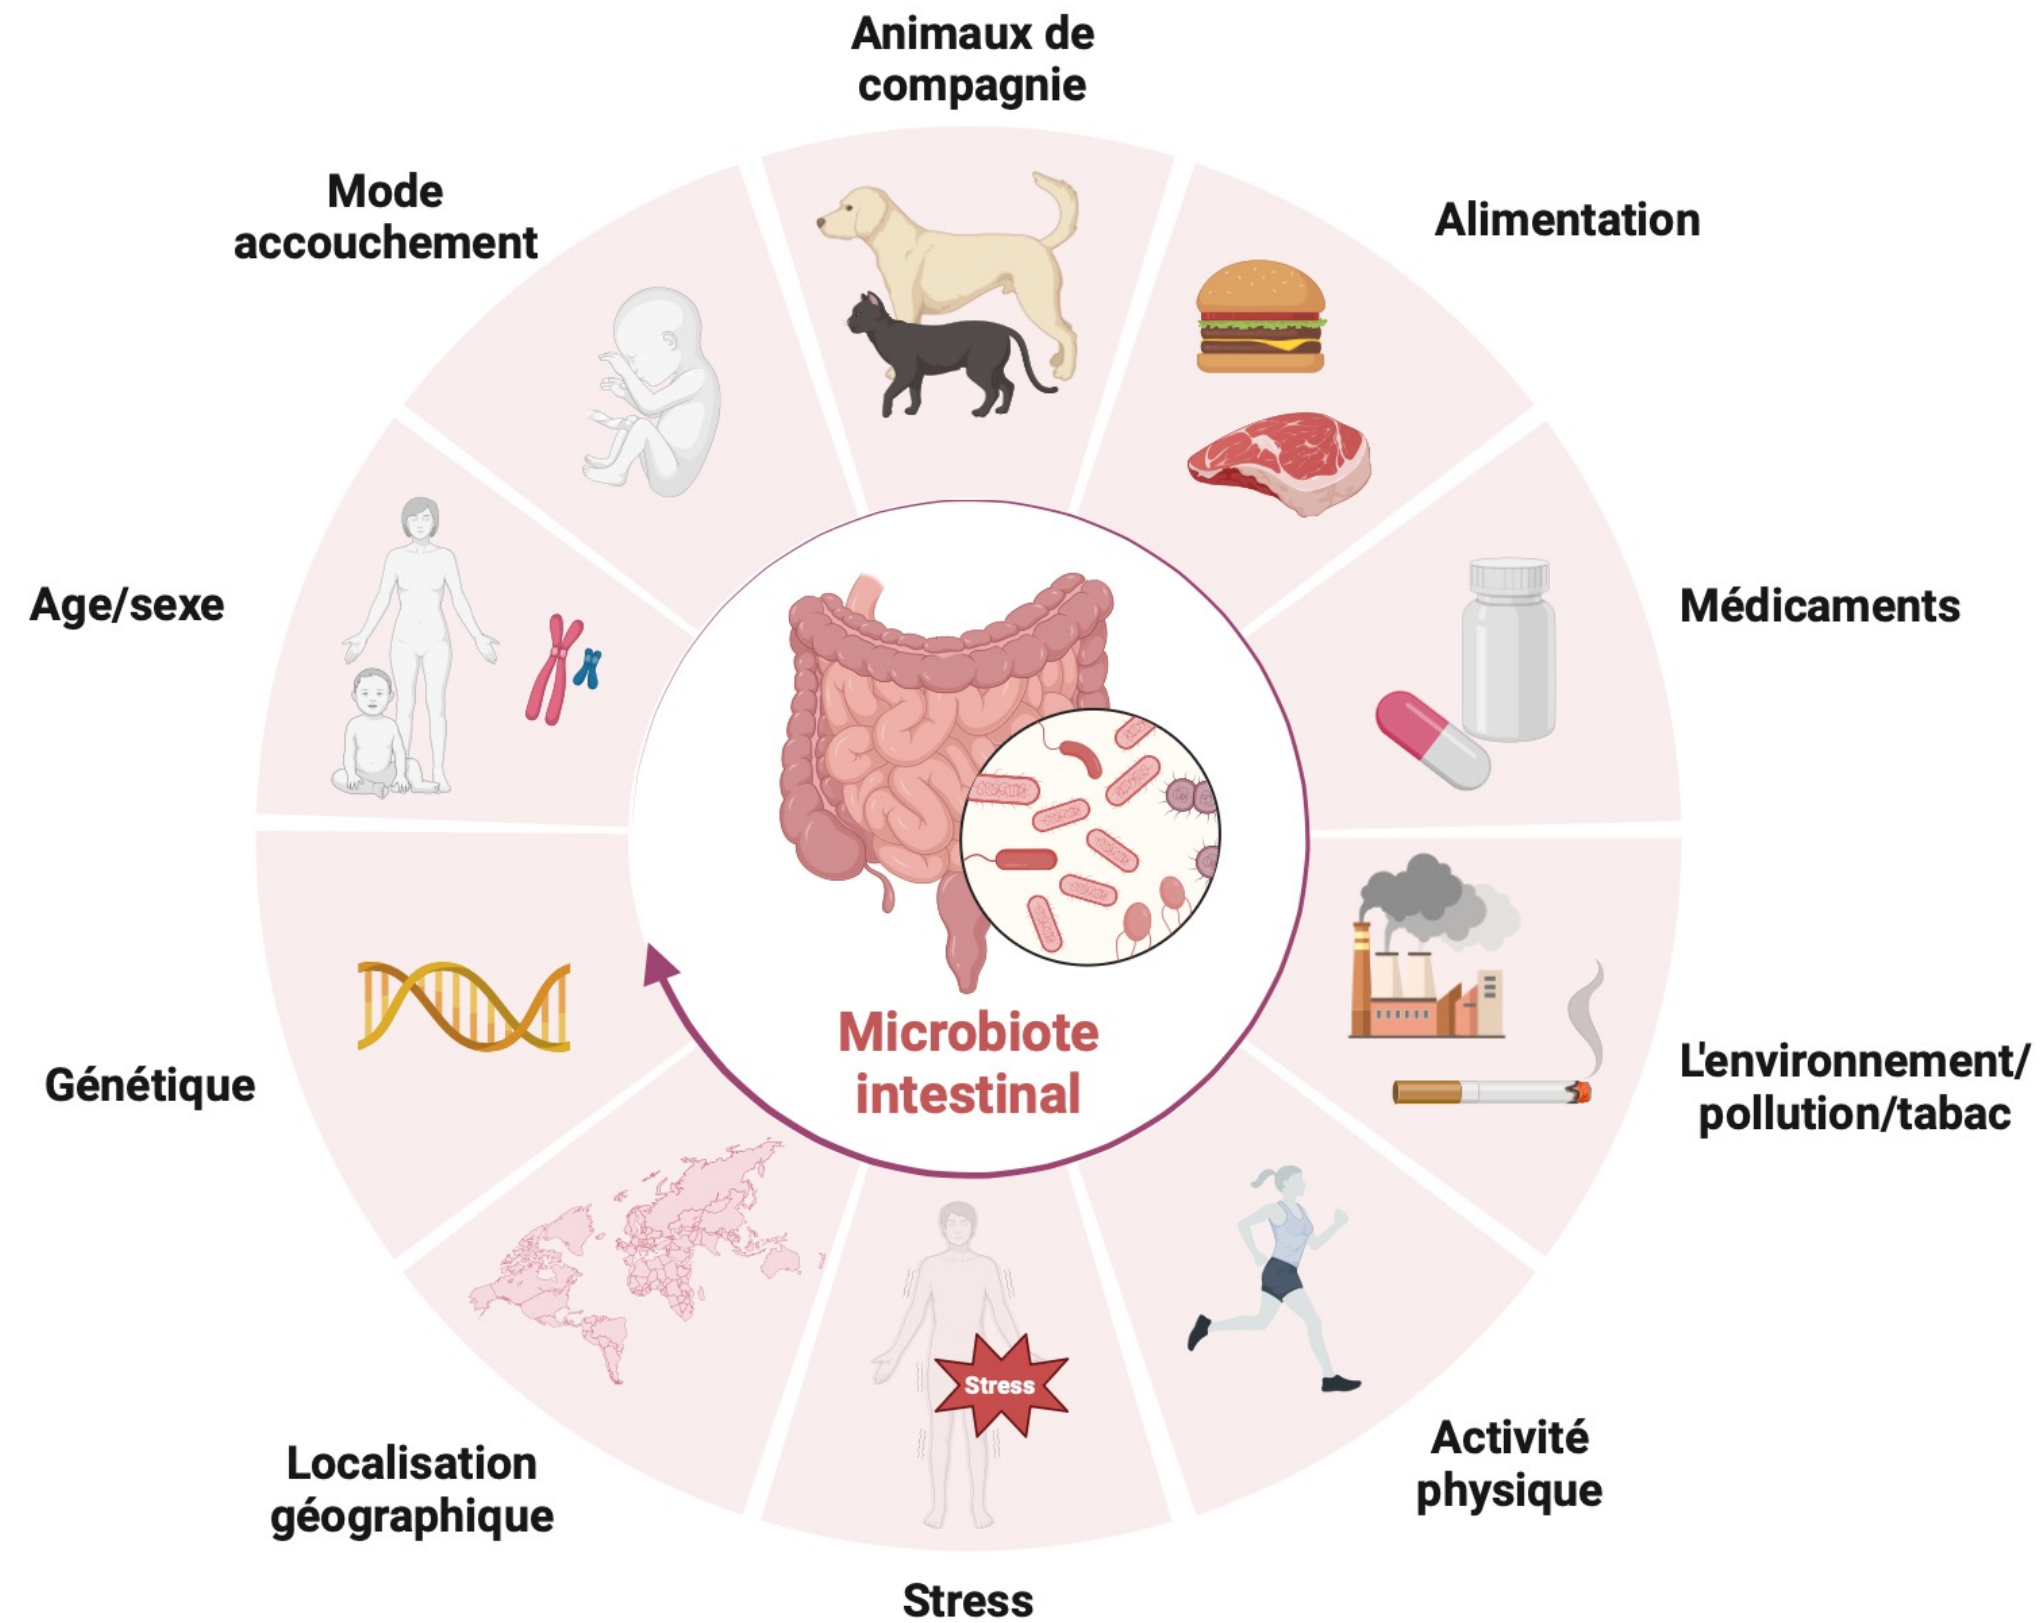 Animaux de
compagnie
Mode
accouchement
Alimentation
Age/sexe
Médicaments
Microbiote
intestinal
Génétique
L'environnement/
pollution/tabac
Stress
Localisation
géographique
Activité
physique
Stress